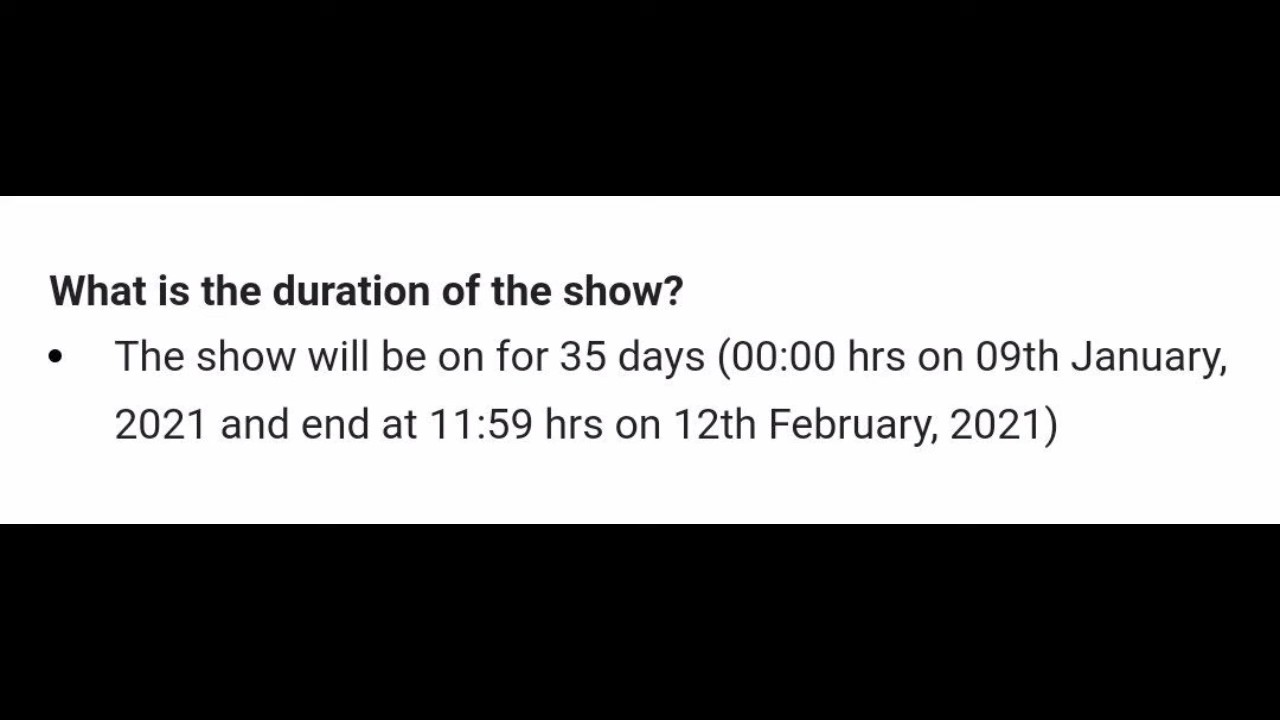 What is the duration of the show?
• The show will be on for 35 days (00:00 hrs on 09th January,
2021 and end at 11:59 hrs on 12th February, 2021)